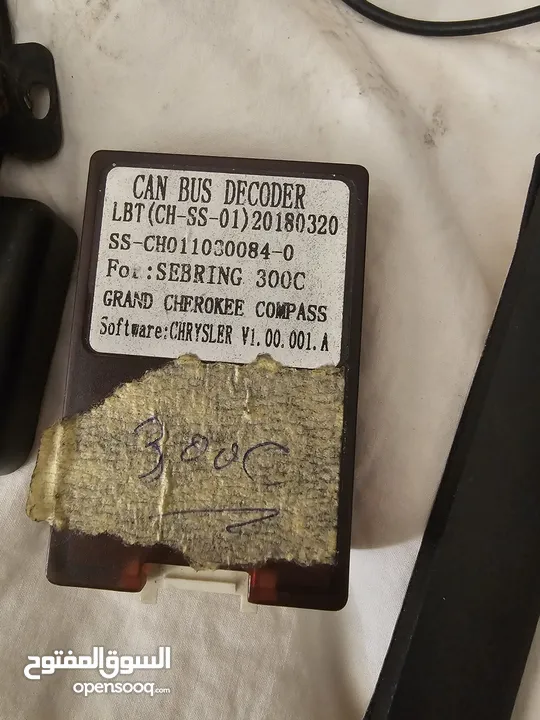 CAN BUS DECODER
LBT(CH-SS-01)20180320
SS-CH011030084-0
For:SEBRING 300C
GRAND CHEROKEE COMPASS
Software:CHRYSLER V1.00.001.A
300C
السوق المفتوح
opensooq.com